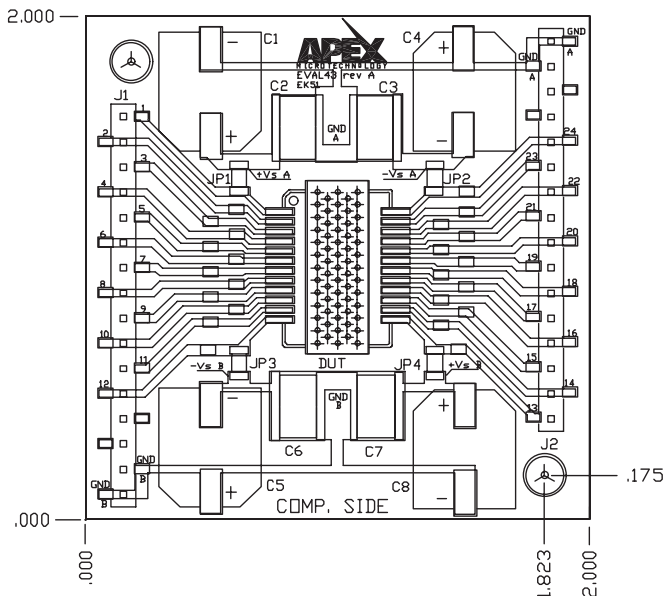 2.000
C1
C4
GND
A
GND
A
APEX
MICROTECHNOLOGY
EVAL43 rev A
EK51
C2
C3
GND
A
J1
1
2
3
4
5
6
7
8
9
10
11
12
24
23
22
21
20
19
18
17
16
15
14
13
JP1
+Vs A
-Vs A
JP2
-Vs B
JP3
DUT
JP4
+Vs B
GND
B
C6
C7
GND
B
GND
B
C5
C8
J2
COMP. SIDE
.175
.000
.000
1.823
2.000